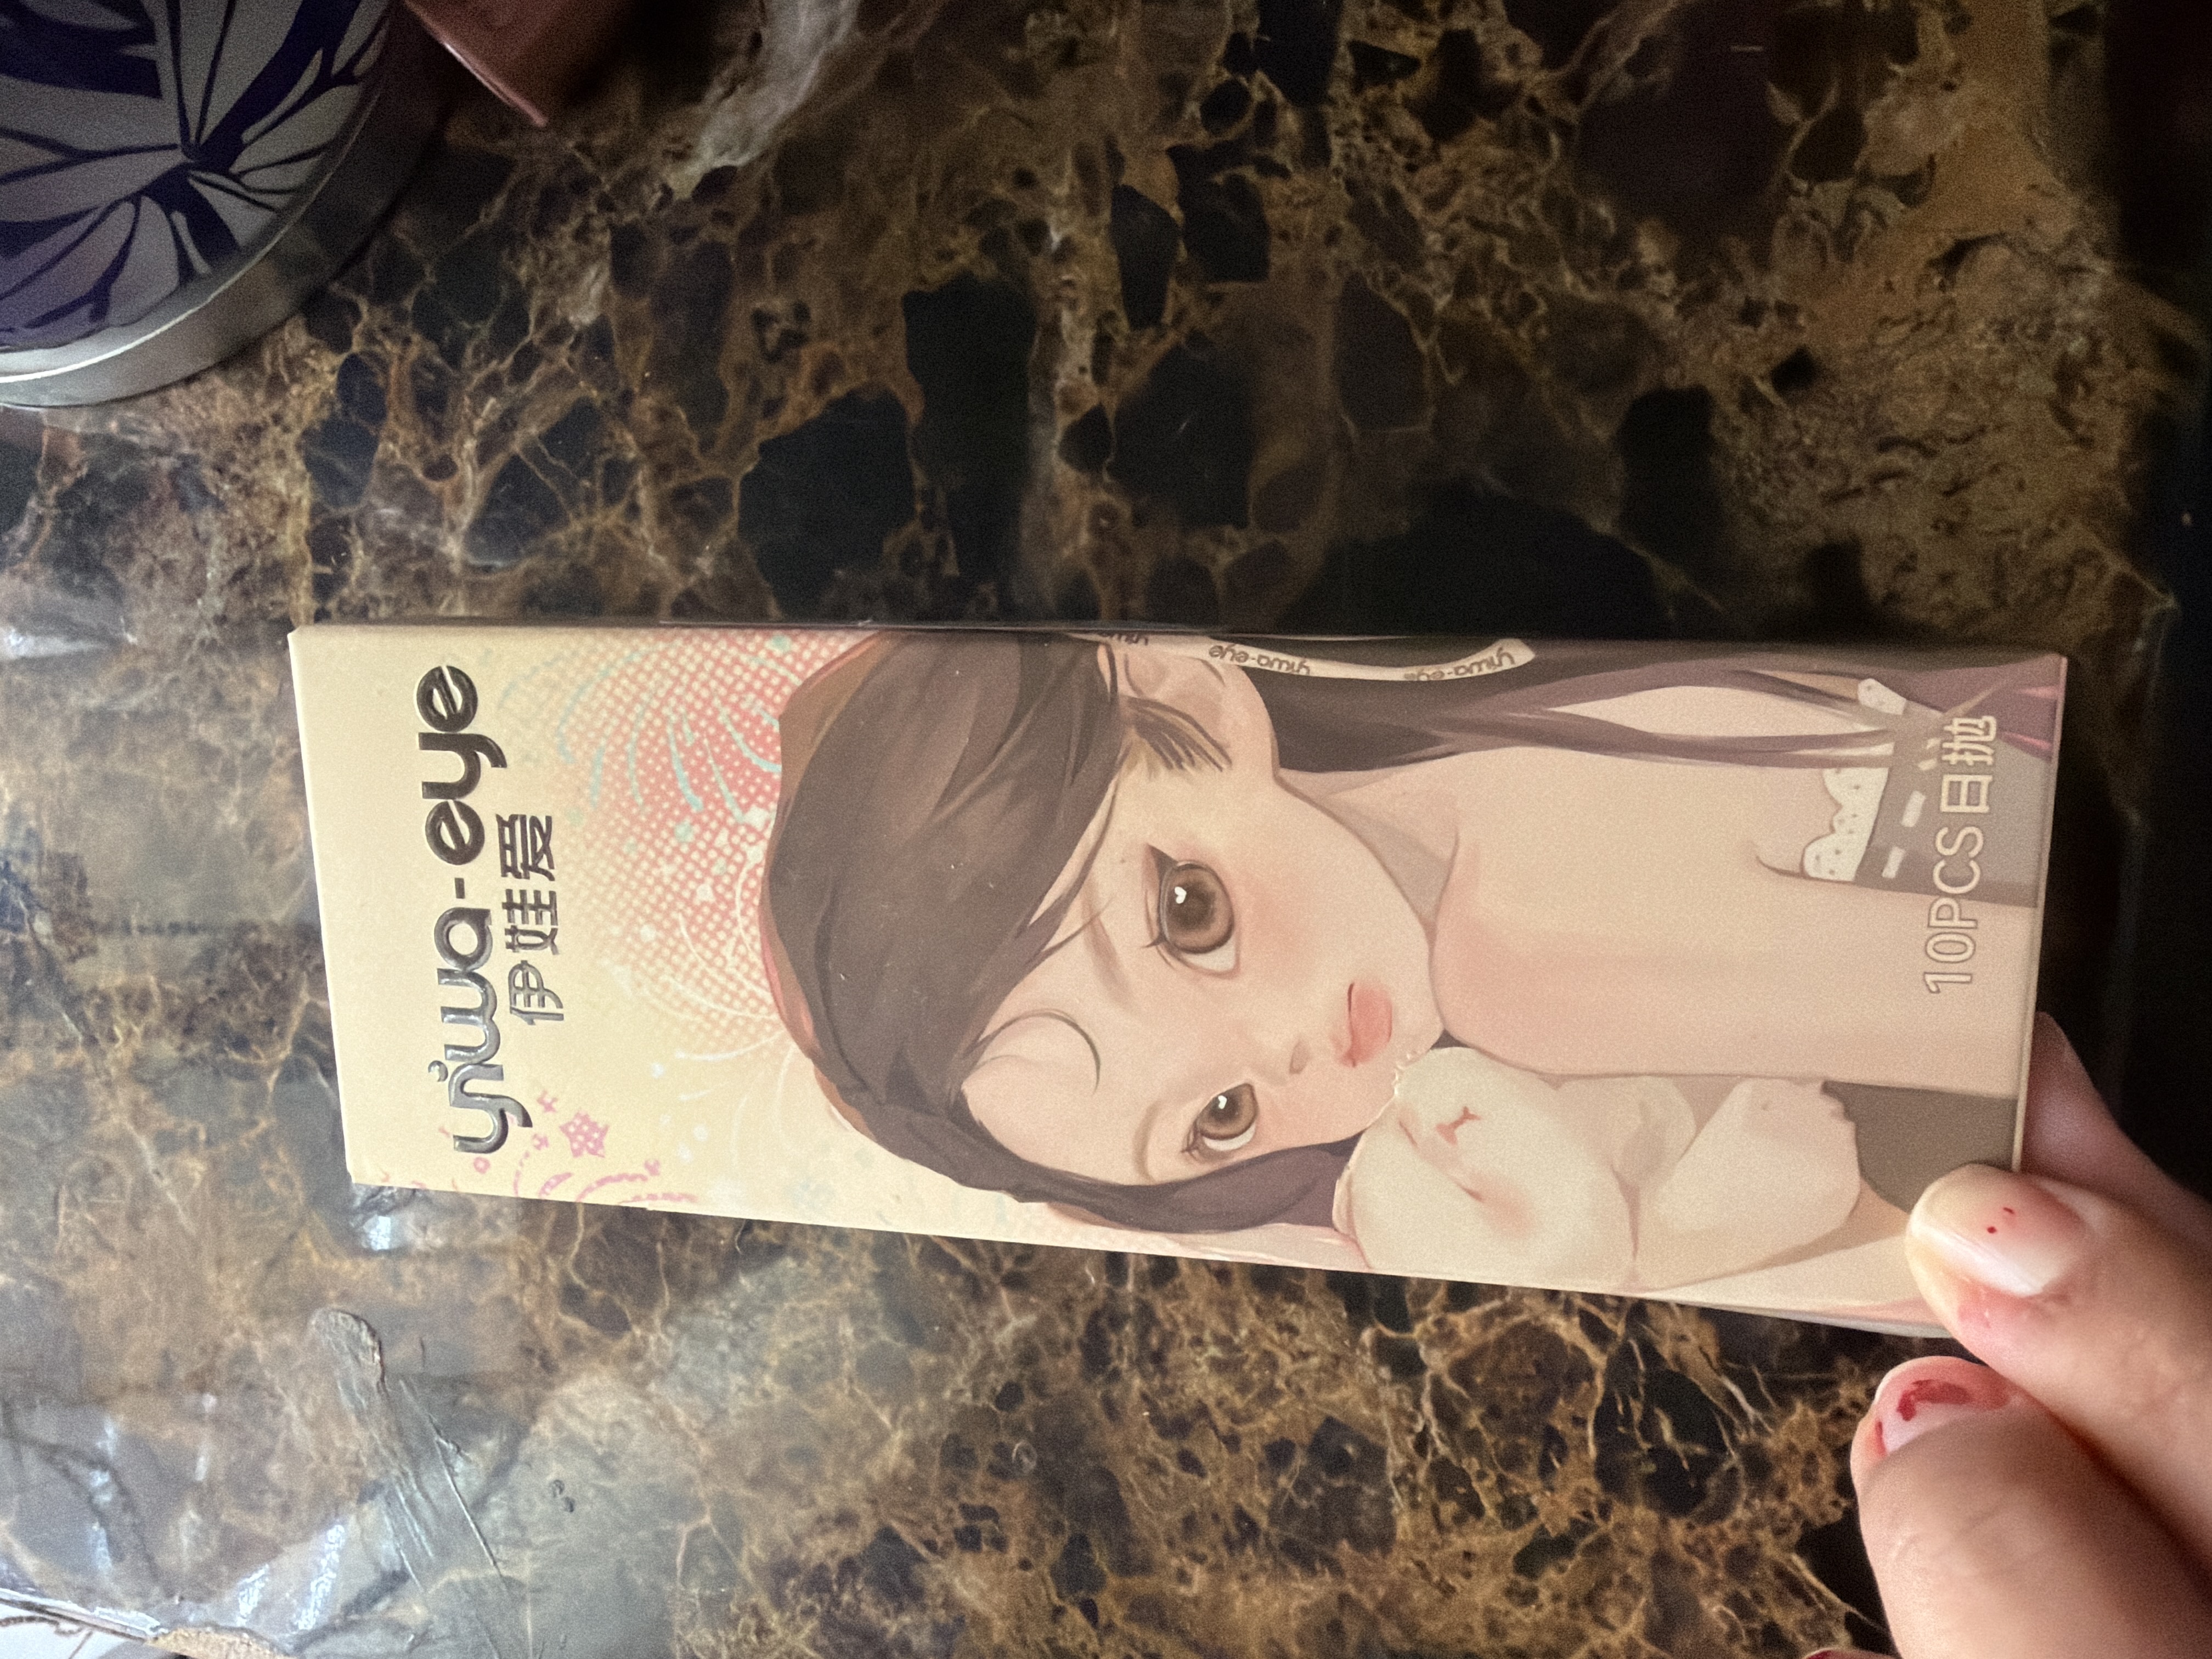 yiwa-eye
伊娃爱
yiwa-eye yiwa-eye yiwa-eye
10PCS日抛